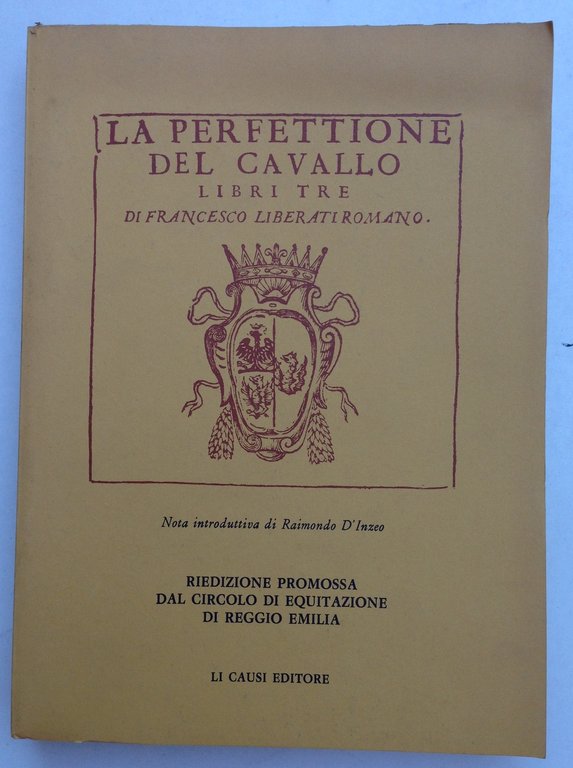 LA PERFETTIONE
DEL CAVALLO
LIBRI TRE
DI FRANCESCO LIBERATI ROMANO.
Nota introduttiva di Raimondo D'Inzeo
RIEDIZIONE PROMOSSA
DAL CIRCOLO DI EQUITAZIONE
DI REGGIO EMILIA
LI CAUSI EDITORE